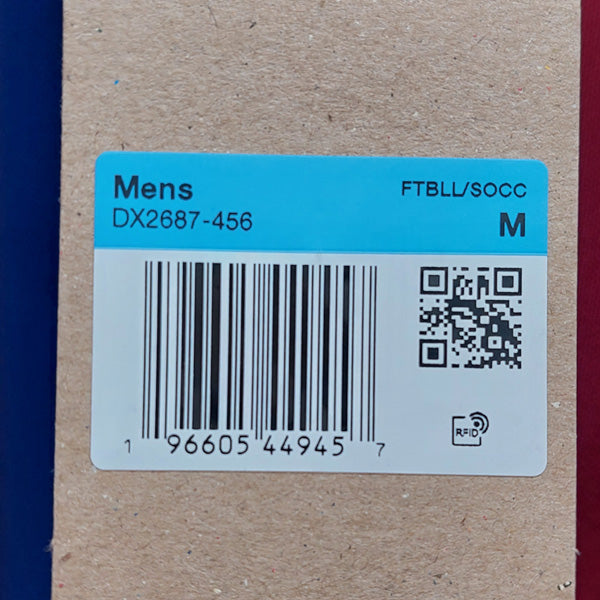 Mens
FTBLL/SOCC
DX2687-456
M
1 96605 44945 7
RFID